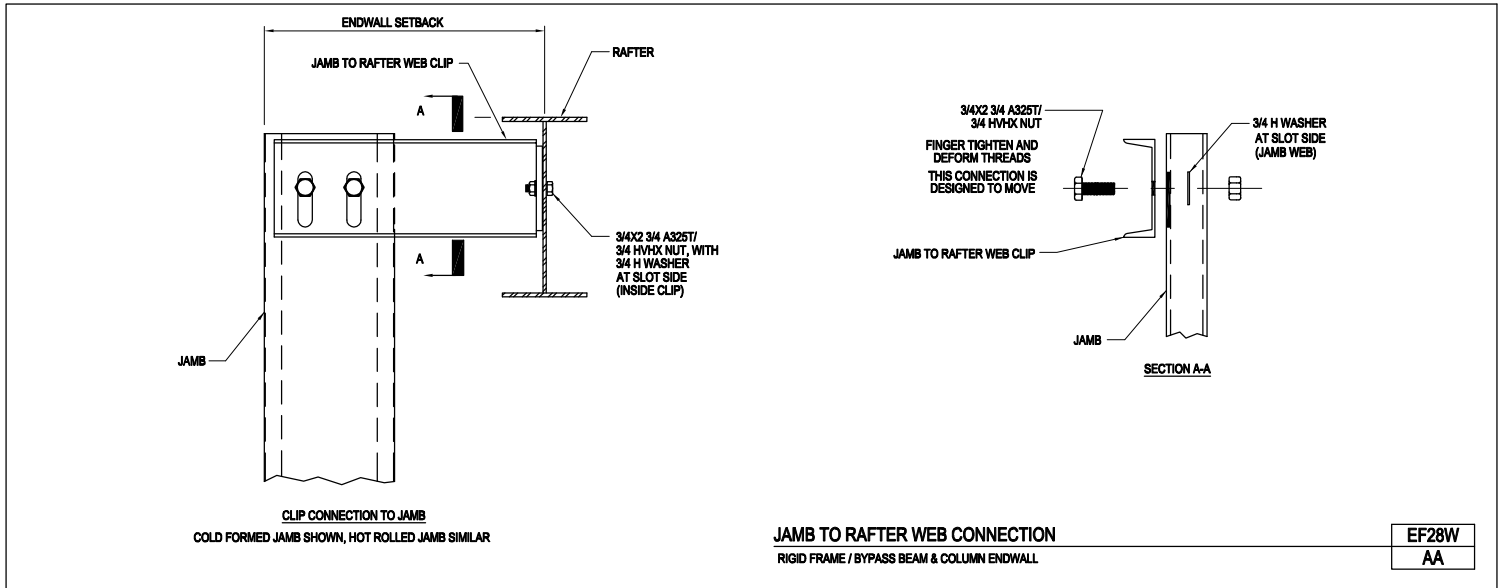 ENDWALL SETBACK
RAFTER
JAMB TO RAFTER WEB CLIP
A
3/4X2 3/4 A325T/
3/4 HVHX NUT, WITH
3/4 H WASHER
AT SLOT SIDE
(INSIDE CLIP)
A
JAMB
CLIP CONNECTION TO JAMB
COLD FORMED JAMB SHOWN, HOT ROLLED JAMB SIMILAR
3/4X2 3/4 A325T/
3/4 HVHX NUT
FINGER TIGHTEN AND
DEFORM THREADS
THIS CONNECTION IS
DESIGNED TO MOVE
3/4 H WASHER
AT SLOT SIDE
(JAMB WEB)
JAMB TO RAFTER WEB CLIP
JAMB
SECTION A-A
JAMB TO RAFTER WEB CONNECTION
RIGID FRAME / BYPASS BEAM & COLUMN ENDWALL
EF28W
AA